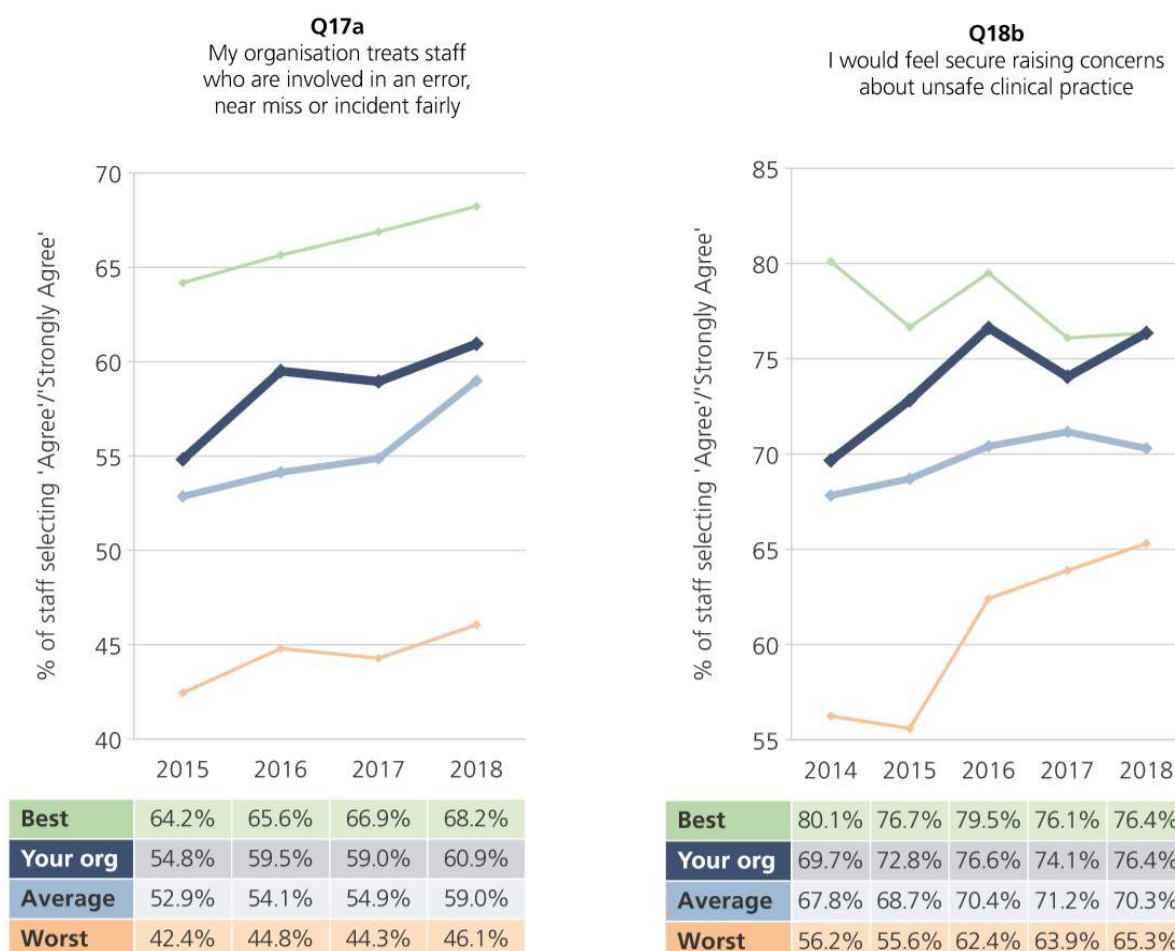 Q17a
My organisation treats staff
who are involved in an error,
near miss or incident fairly
% of staff selecting 'Agree'/'Strongly Agree'
70
65
60
55
50
45
40
2015 2016 2017 2018
Best 64.2% 65.6% 66.9% 68.2%
Your org 54.8% 59.5% 59.0% 60.9%
Average 52.9% 54.1% 54.9% 59.0%
Worst 42.4% 44.8% 44.3% 46.1%
Q18b
I would feel secure raising concerns
about unsafe clinical practice
% of staff selecting 'Agree'/'Strongly Agree'
85
80
75
70
65
60
55
2014 2015 2016 2017 2018
Best 80.1% 76.7% 79.5% 76.1% 76.4%
Your org 69.7% 72.8% 76.6% 74.1% 76.4%
Average 67.8% 68.7% 70.4% 71.2% 70.3%
Worst 56.2% 55.6% 62.4% 63.9% 65.3%